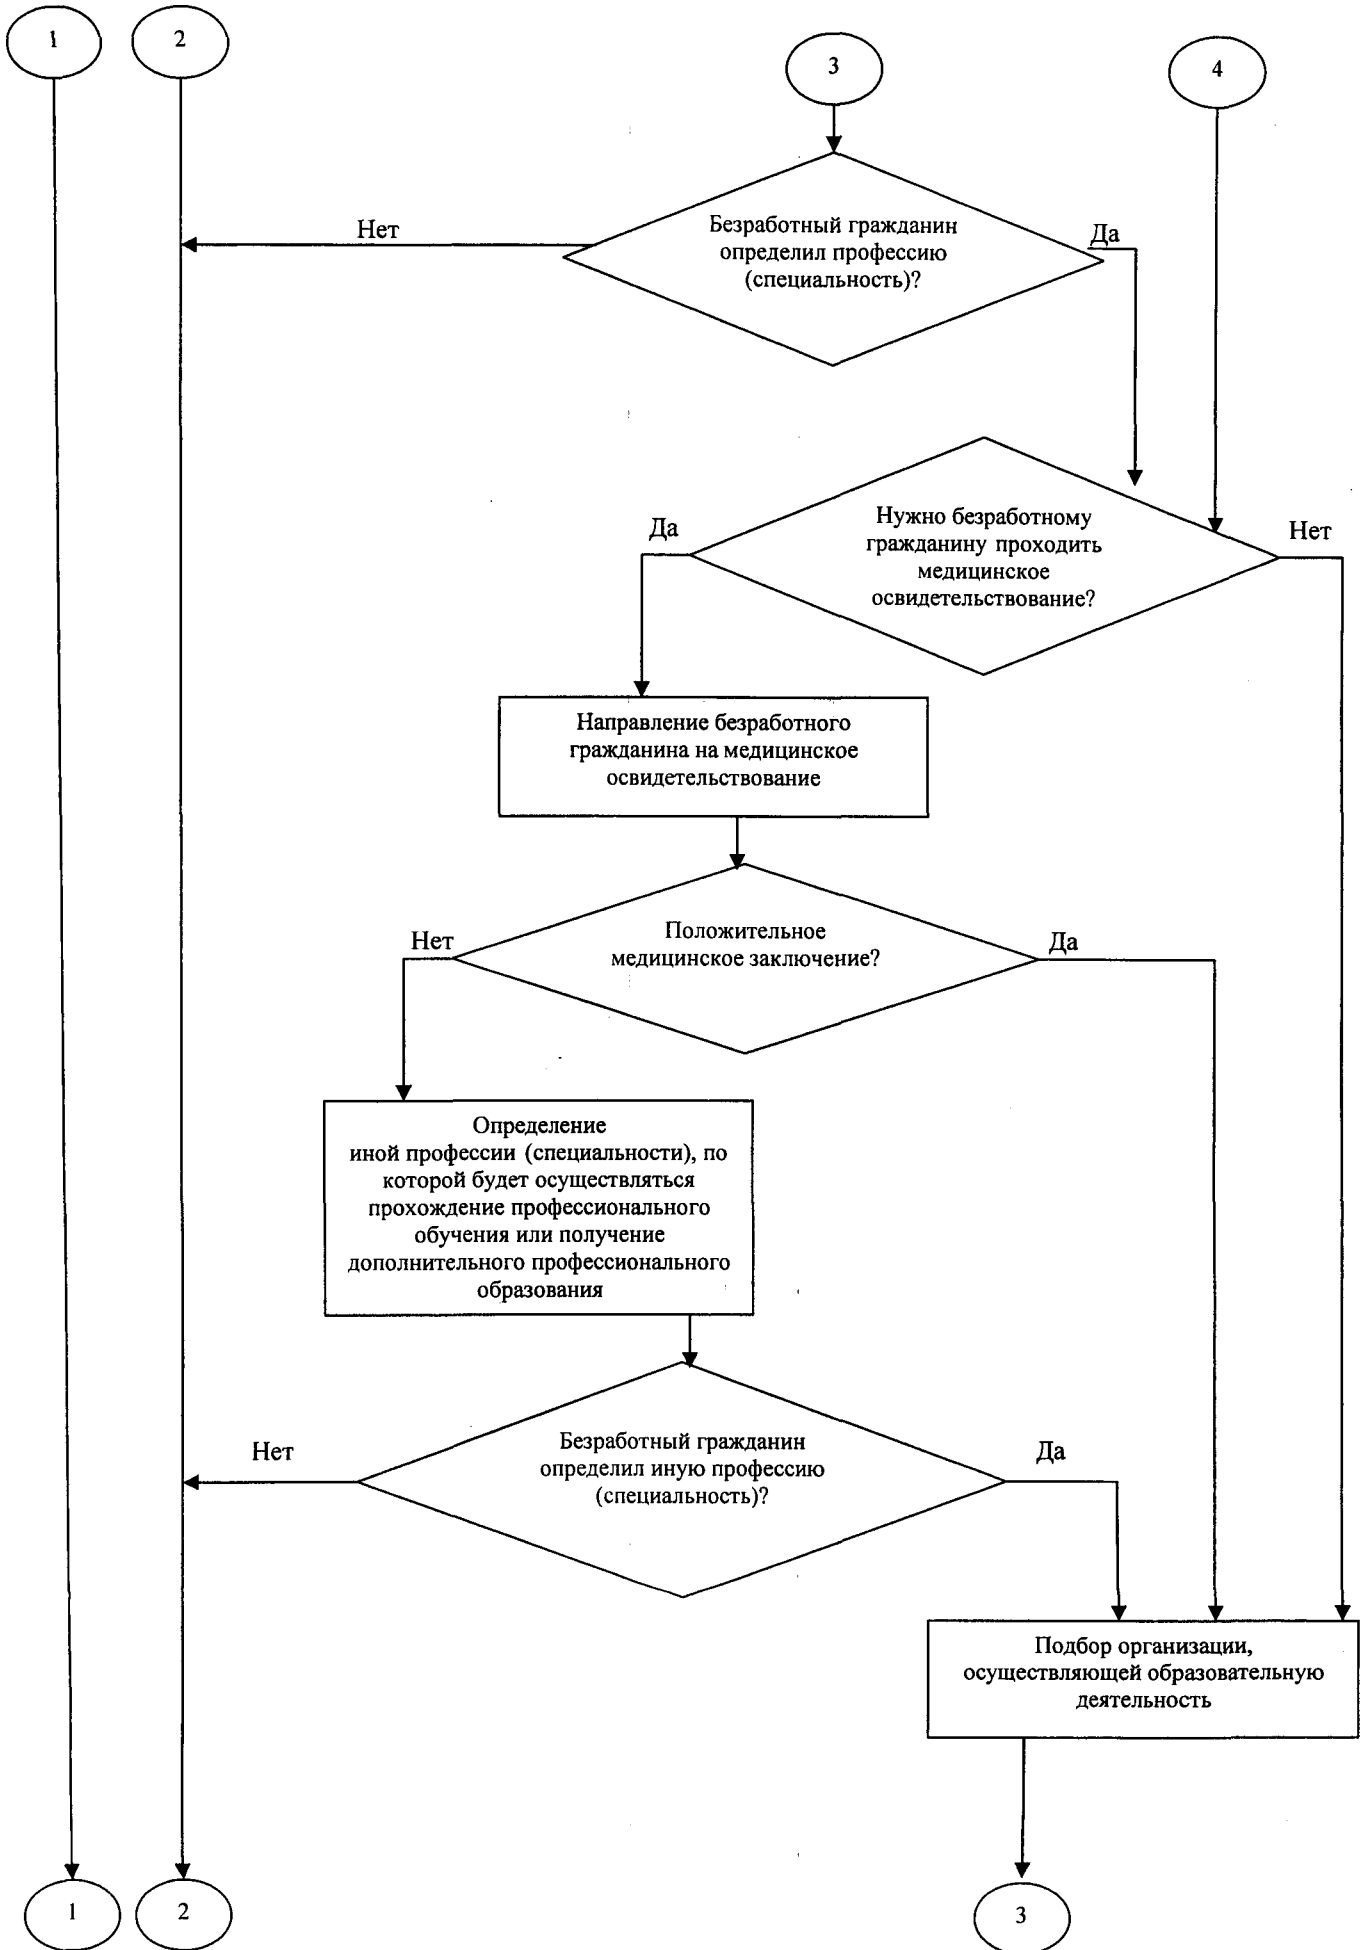 1
2
3
4
Нет
Безработный гражданин
определил профессию
(специальность)?
Да
Да
Нужно безработному
гражданину проходить
медицинское
освидетельствование?
Нет
Направление безработного
гражданина на медицинское
освидетельствование
Нет
Положительное
медицинское заключение?
Да
Определение
иной профессии (специальности), по
которой будет осуществляться
прохождение профессионального
обучения или получение
дополнительного профессионального
образования
Нет
Безработный гражданин
определил иную профессию
(специальность)?
Да
Подбор организации,
осуществляющей образовательную
деятельность
1
2
3